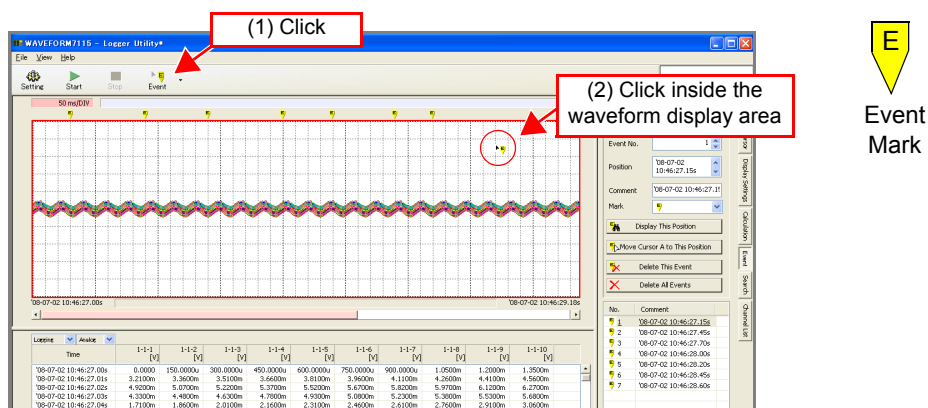 (1) Click
WAVEFORM7115 - Logger Utility*
File View Help
Setting Start Stop Event
50 ms/DIV
(2) Click inside the
waveform display area
E
Event
Mark
Event No. 1
Position '08-07-02
10:46:27.15s
Comment '08-07-02 10:46:27.15
Mark
Display This Position
Move Cursor A to This Position
Delete This Event
Delete All Events
Display Settings
Calculation
Event
Search
Channel List
'08-07-02 10:46:27.00s '08-07-02 10:46:29.18s
No. Comment
1 '08-07-02 10:46:27.15s
2 '08-07-02 10:46:27.45s
3 '08-07-02 10:46:27.70s
4 '08-07-02 10:46:28.00s
5 '08-07-02 10:46:28.20s
6 '08-07-02 10:46:28.45s
7 '08-07-02 10:46:28.60s
Logging Analog
Time 1-1-1 1-1-2 1-1-3 1-1-4 1-1-5 1-1-6 1-1-7 1-1-8 1-1-9 1-1-10
[V] [V] [V] [V] [V] [V] [V] [V] [V] [V]
'08-07-02 10:46:27.00s 0.0000 150.0000u 300.0000u 450.0000u 600.0000u 750.0000u 900.0000u 1.0500m 1.2000m 1.3500m
'08-07-02 10:46:27.01s 3.2100m 3.3600m 3.5100m 3.6600m 3.8100m 3.9600m 4.1100m 4.2600m 4.4100m 4.5600m
'08-07-02 10:46:27.02s 4.9200m 5.0700m 5.2200m 5.3700m 5.5200m 5.6700m 5.8200m 5.9700m 6.1200m 6.2700m
'08-07-02 10:46:27.03s 4.3300m 4.4800m 4.6300m 4.7800m 4.9300m 5.0800m 5.2300m 5.3800m 5.5300m 5.6800m
'08-07-02 10:46:27.04s 1.7100m 1.8600m 2.0100m 2.1600m 2.3100m 2.4600m 2.6100m 2.7600m 2.9100m 3.0600m